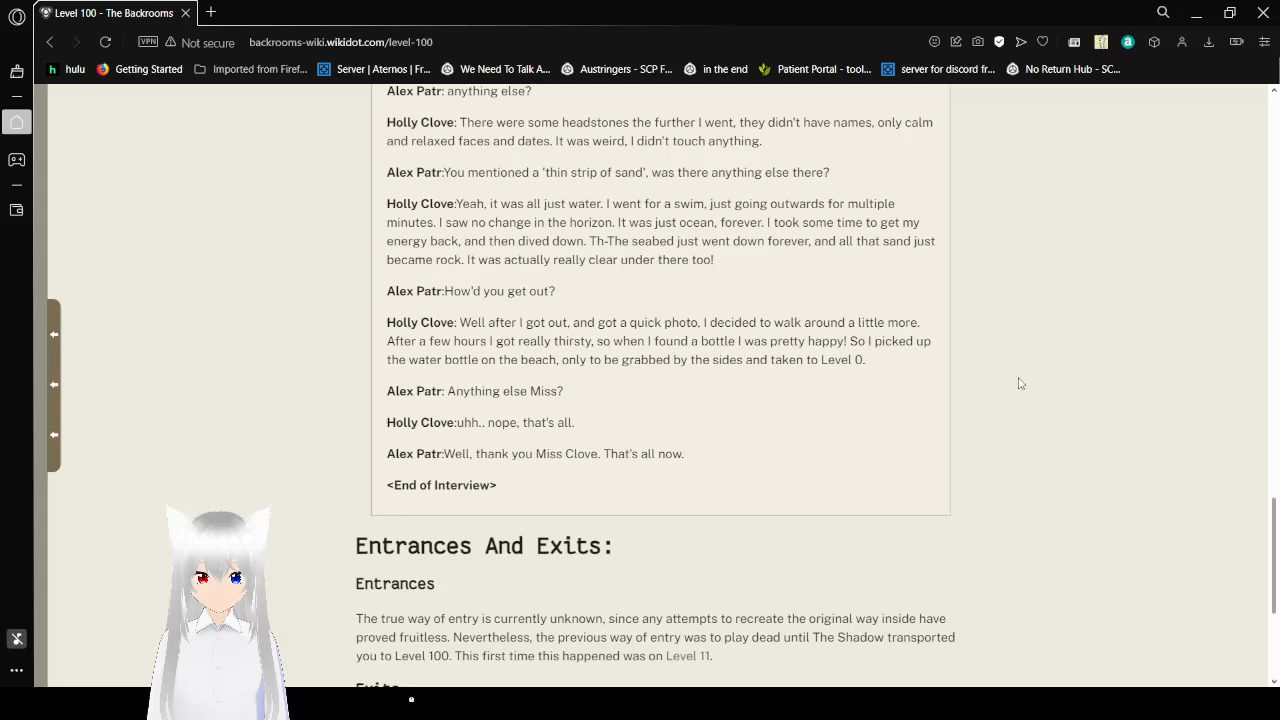 Level 100 - The Backrooms
VPN Not secure backrooms-wiki.wikidot.com/level-100
hulu Getting Started Imported from Firef... Server | Aternos | Fr... We Need To Talk A... Austringers - SCP F... in the end Patient Portal - tool... server for discord fr... No Return Hub - SC...
Alex Patr: anything else?
Holly Clove: There were some headstones the further I went, they didn't have names, only calm
and relaxed faces and dates. It was weird, I didn't touch anything.
Alex Patr:You mentioned a 'thin strip of sand', was there anything else there?
Holly Clove:Yeah, it was all just water. I went for a swim, just going outwards for multiple
minutes. I saw no change in the horizon. It was just ocean, forever. I took some time to get my
energy back, and then dived down. Th-The seabed just went down forever, and all that sand just
became rock. It was actually really clear under there too!
Alex Patr:How'd you get out?
Holly Clove: Well after I got out, and got a quick photo, I decided to walk around a little more.
After a few hours I got really thirsty, so when I found a bottle I was pretty happy! So I picked up
the water bottle on the beach, only to be grabbed by the sides and taken to Level 0.
Alex Patr: Anything else Miss?
Holly Clove:uhh.. nope, that's all.
Alex Patr:Well, thank you Miss Clove. That's all now.
<End of Interview>
Entrances And Exits:
Entrances
The true way of entry is currently unknown, since any attempts to recreate the original way inside have
proved fruitless. Nevertheless, the previous way of entry was to play dead until The Shadow transported
you to Level 100. This first time this happened was on Level 11.
Exits